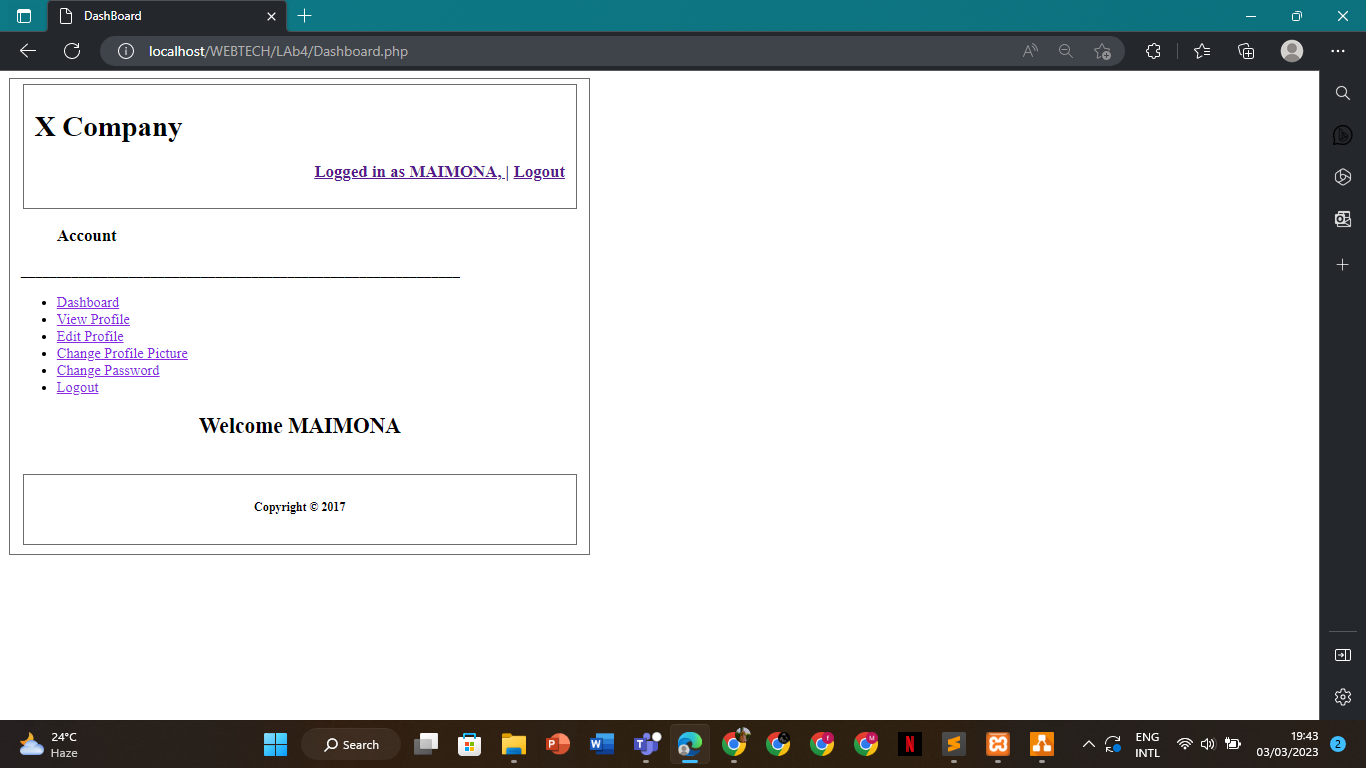 DashBoard
localhost/WEBTECH/LAb4/Dashboard.php
X Company
Logged in as MAIMONA, | Logout
Account
Dashboard
View Profile
Edit Profile
Change Profile Picture
Change Password
Logout
Welcome MAIMONA
Copyright © 2017
24°C
Haze
Search
ENG
INTL
19:43
03/03/2023
2